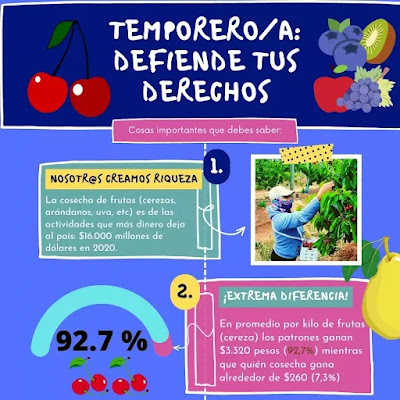 TEMPORERO/A:
DEFIENDE TUS
DERECHOS
Cosas importantes que debes saber:
1.
NOSOTR@S CREAMOS RIQUEZA
La cosecha de frutas (cerezas,
arándanos, uva, etc) es de las
actividades que más dinero deja
al país: $16.000 millones de
dólares en 2020.
2.
¡EXTREMA DIFERENCIA!
En promedio por kilo de frutas
(cereza) los patrones ganan
$3.320 pesos (92,7%) mientras
que quién cosecha gana
alrededor de $260 (7,3%)
92.7 %